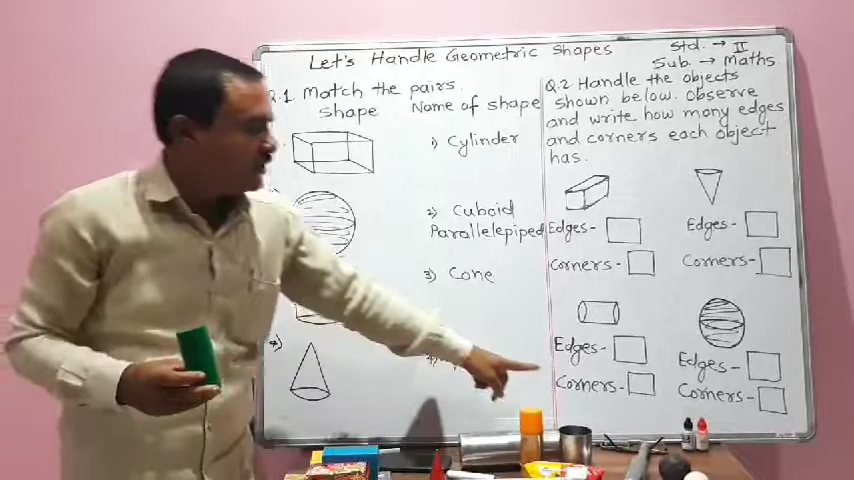 Let's Handle Geometric Shapes
Std. → II
Sub. → Maths
Q.1 Match the pairs.
Shape Name of shape
1) Cylinder
2) Cuboid
Parallelepiped
3) Cone
4)
Q.2 Handle the objects
shown below. observe
and write how many edges
and corners each object
has.
Edges-
Corners-
Edges-
Corners-
Edges-
Corners-
Edges-
Corners-